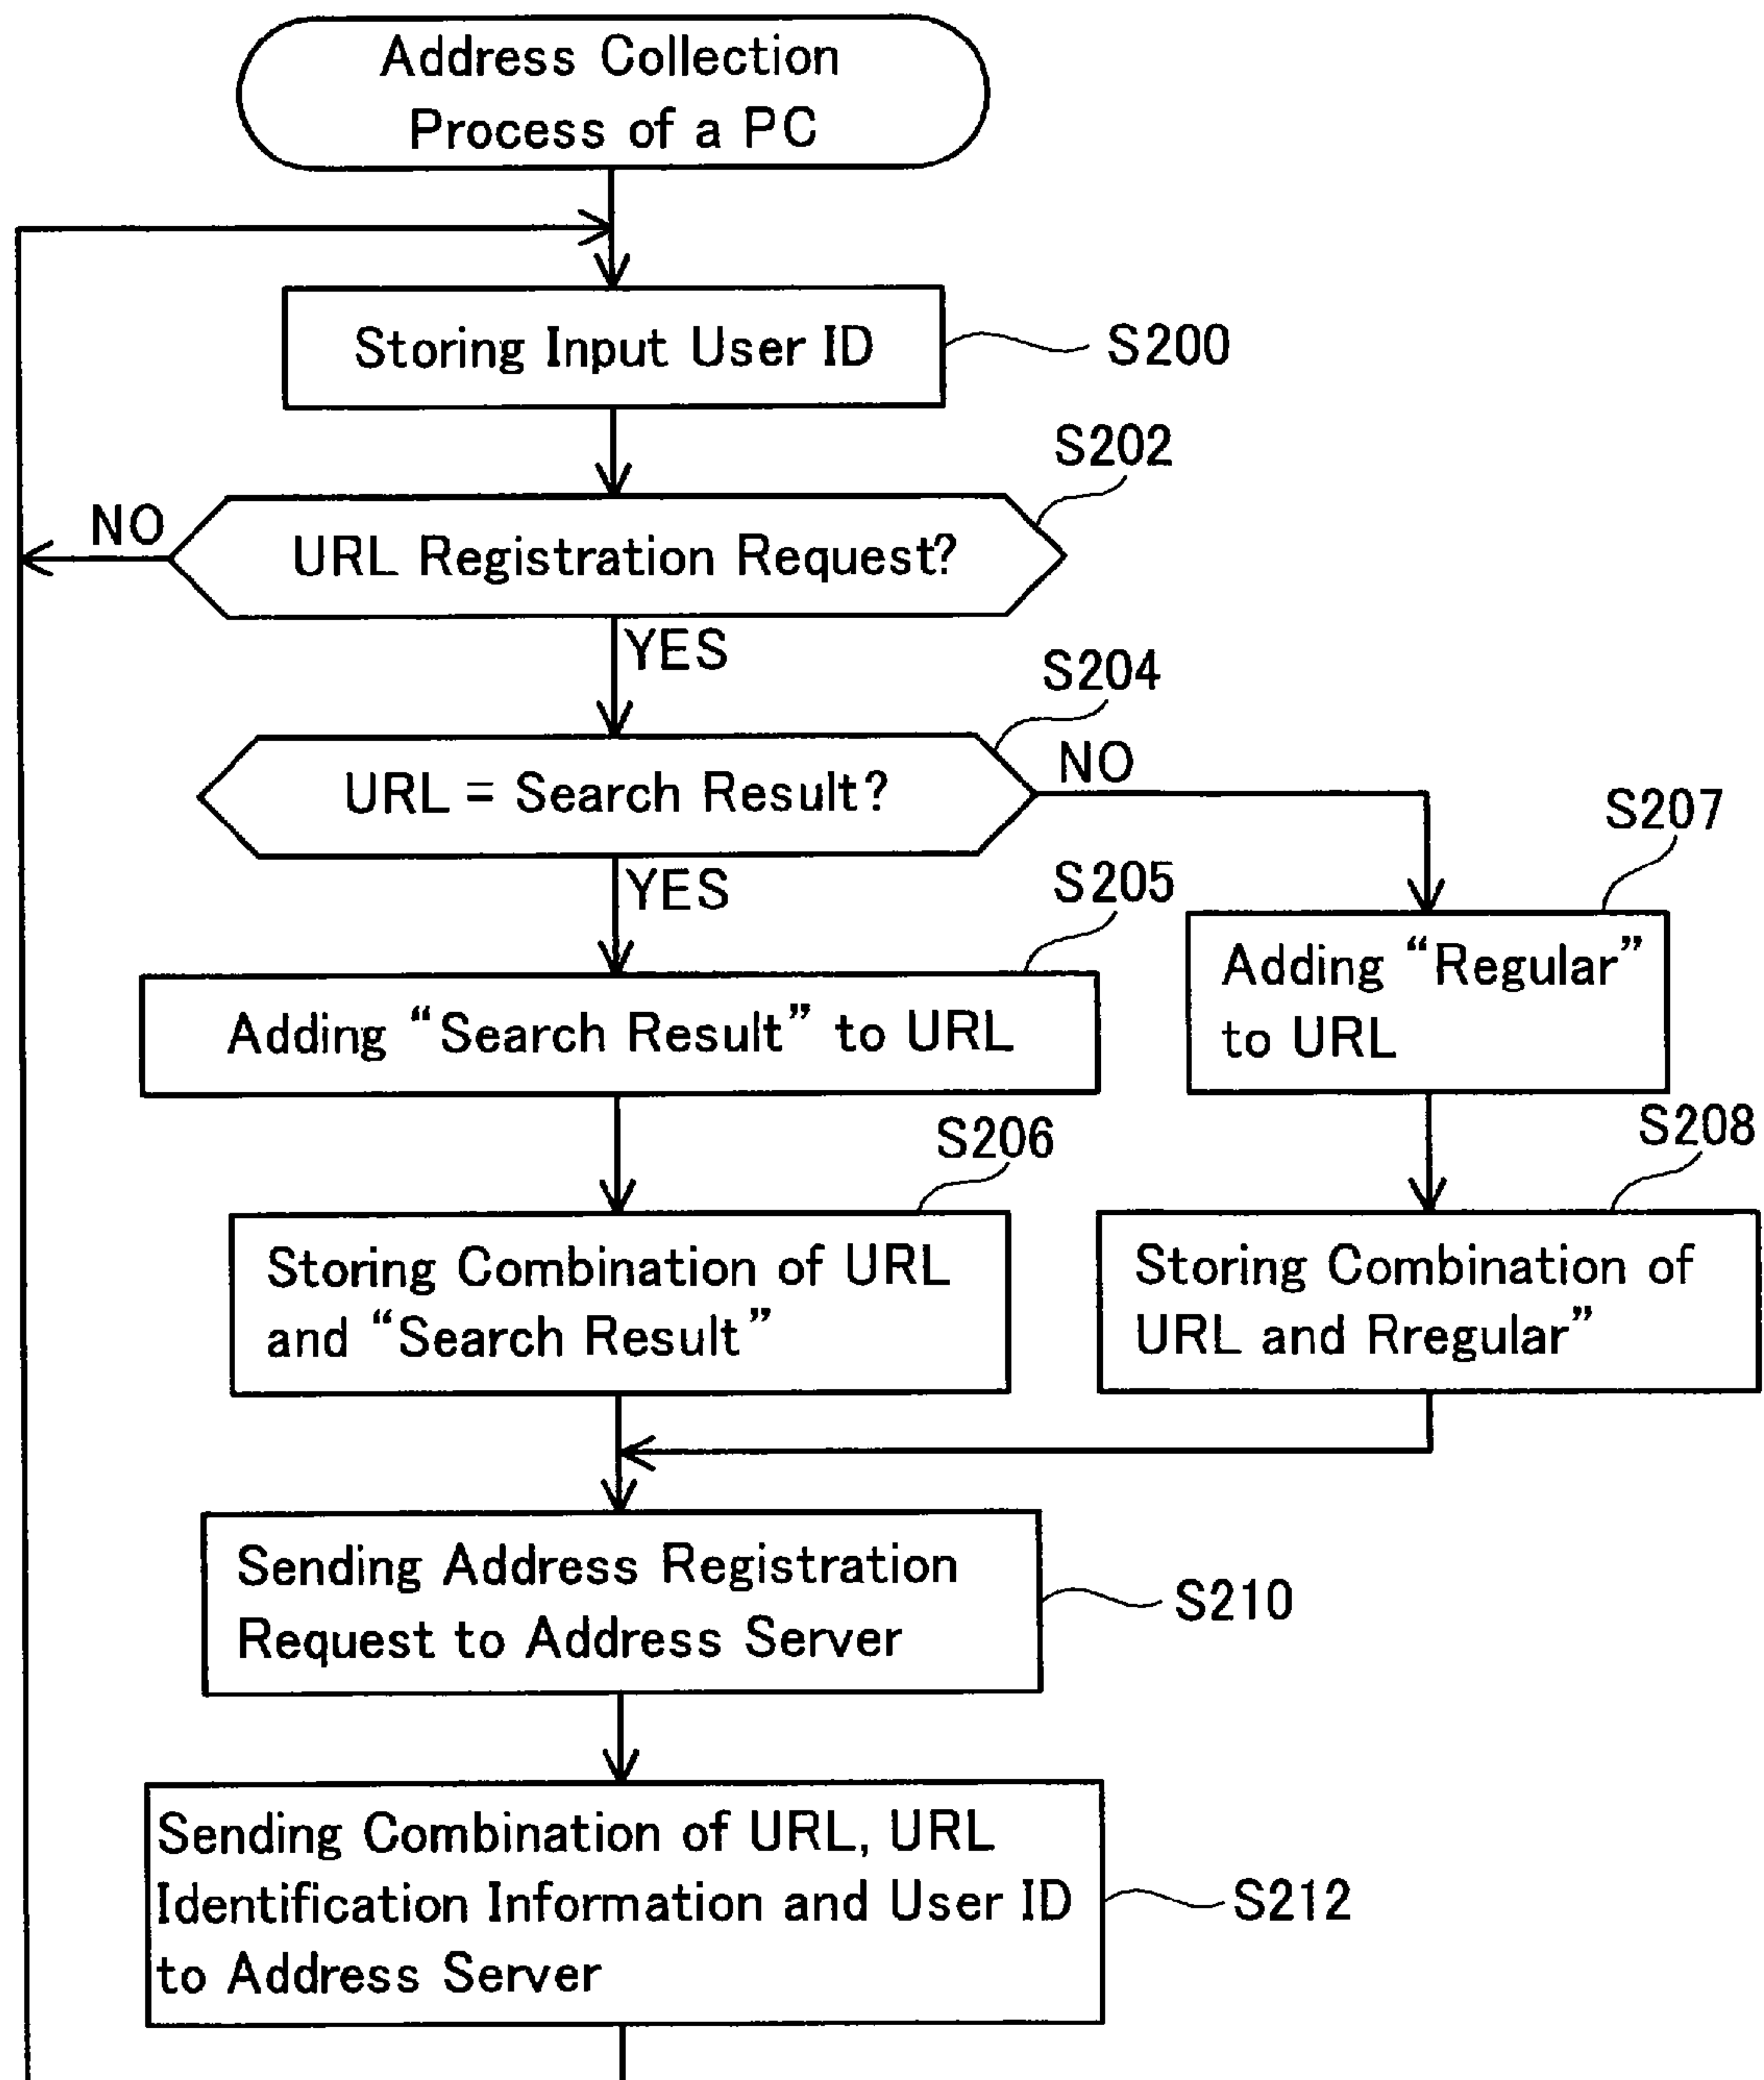 Address Collection
Process of a PC
Storing Input User ID
S200
S202
NO
URL Registration Request?
YES
S204
URL = Search Result?
NO
S207
YES
S205
Adding “Regular”
to URL
Adding “Search Result” to URL
S206
S208
Storing Combination of URL
and “Search Result”
Storing Combination of
URL and Rregular”
Sending Address Registration
Request to Address Server
S210
Sending Combination of URL, URL
Identification Information and User ID
to Address Server
S212